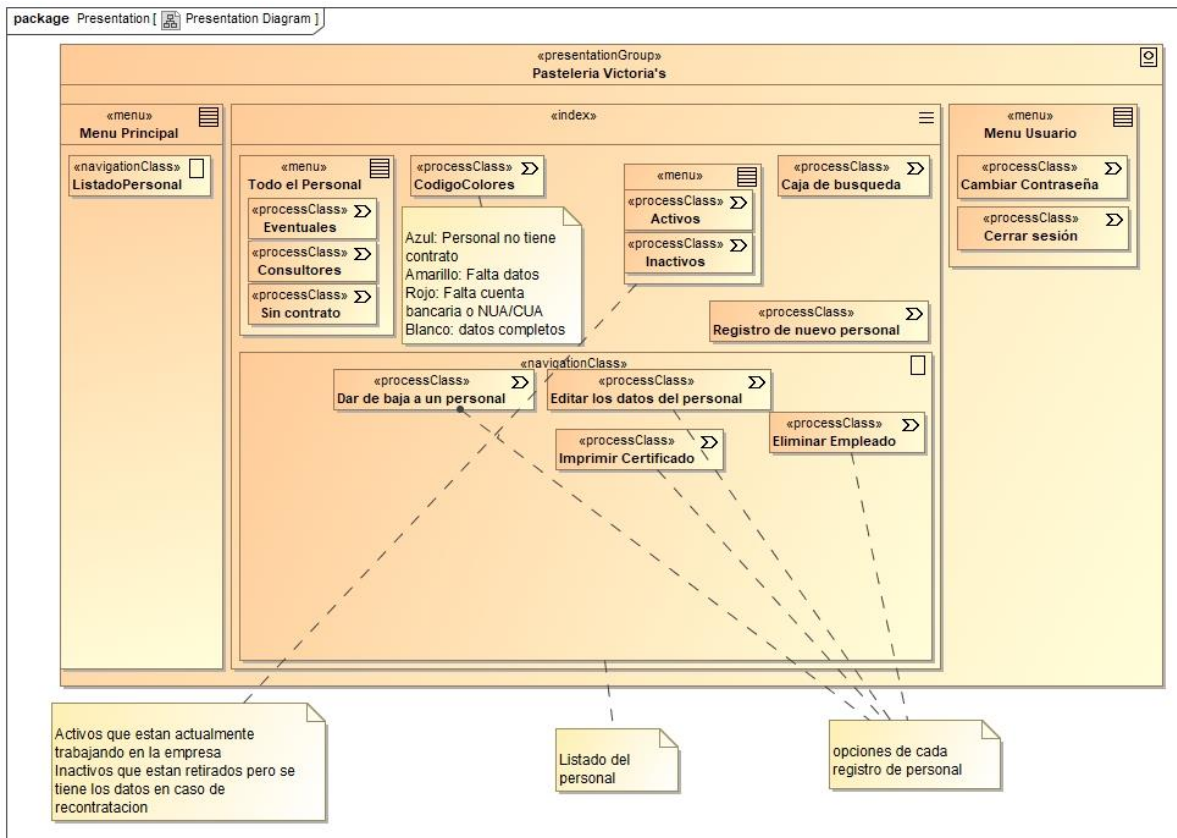 package Presentation [ Presentation Diagram ]
«presentationGroup»
Pasteleria Victoria's
«menu»
Menu Principal
«navigationClass»
ListadoPersonal
«index»
«menu»
Todo el Personal
«processClass»
Eventuales
«processClass»
Consultores
«processClass»
Sin contrato
«processClass»
CodigoColores
Azul: Personal no tiene
contrato
Amarillo: Falta datos
Rojo: Falta cuenta
bancaria o NUA/CUA
Blanco: datos completos
«menu»
«processClass»
Activos
«processClass»
Inactivos
«processClass»
Caja de busqueda
«processClass»
Registro de nuevo personal
«menu»
Menu Usuario
«processClass»
Cambiar Contraseña
«processClass»
Cerrar sesión
«navigationClass»
«processClass»
Dar de baja a un personal
«processClass»
Editar los datos del personal
«processClass»
Imprimir Certificado
«processClass»
Eliminar Empleado
Activos que estan actualmente
trabajando en la empresa
Inactivos que estan retirados pero se
tiene los datos en caso de
recontratacion
Listado del
personal
opciones de cada
registro de personal